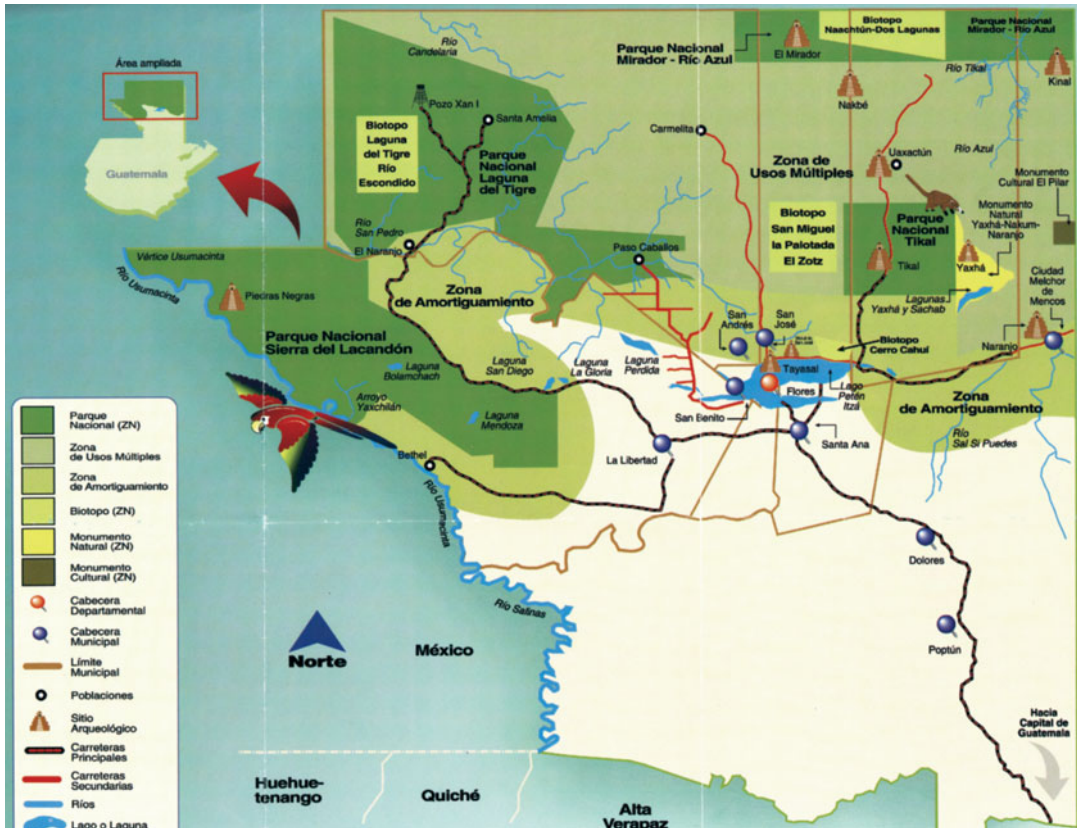 Área ampliada
Guatemala
Río
Candelaria
Pozo Xan I
Santa Amelia
Biotopo
Laguna
del Tigre
Río
Escondido
Parque
Nacional
Laguna
del Tigre
Río
San Pedro
El Naranjo
Parque Nacional
Mirador - Río Azul
El Mirador
Biotopo
Naachtún-Dos Lagunas
Parque Nacional
Mirador - Río Azul
Río Tikal
Kinal
Nakbé
Carmelita
Zona de
Usos Múltiples
Uaxactún
Río Azul
Monumento
Cultural El Pilar
Monumento
Natural
Yaxhá-Nakum-
Naranjo
Biotopo
San Miguel
la Palotada
El Zotz
Parque
Nacional
Tikal
Tikal
Yaxhá
Lagunas
Yaxhá y Sachab
Ciudad
Melchor
de
Mencos
Naranjo
Vértice Usumacinta
Río Usumacinta
Piedras Negras
Parque Nacional
Sierra del Lacandón
Zona
de Amortiguamiento
Paso Caballos
San
Andrés
San
José
Biotopo
Cerro Cahuí
Laguna
San Diego
Laguna
La Gloria
Laguna
Perdida
Tayasal
Flores
Lago
Petén
Itzá
San Benito
Santa Ana
La Libertad
Zona
de Amortiguamiento
Río
Sal Si Puedes
Laguna
Bolamchach
Arroyo
Yaxchilán
Laguna
Mendoza
Bethel
Río Usumacinta
Río Salinas
Dolores
Poptún
Hacia
Capital de
Guatemala
Norte
México
Huehue-
tenango
Quiché
Alta
Verapaz
Parque
Nacional (ZN)
Zona
de Usos Múltiples
Zona
de Amortiguamiento
Biotopo (ZN)
Monumento
Natural (ZN)
Monumento
Cultural (ZN)
Cabecera
Departamental
Cabecera
Municipal
Límite
Municipal
Poblaciones
Sitio
Arqueológico
Carreteras
Principales
Carreteras
Secundarias
Ríos
Lago o Laguna